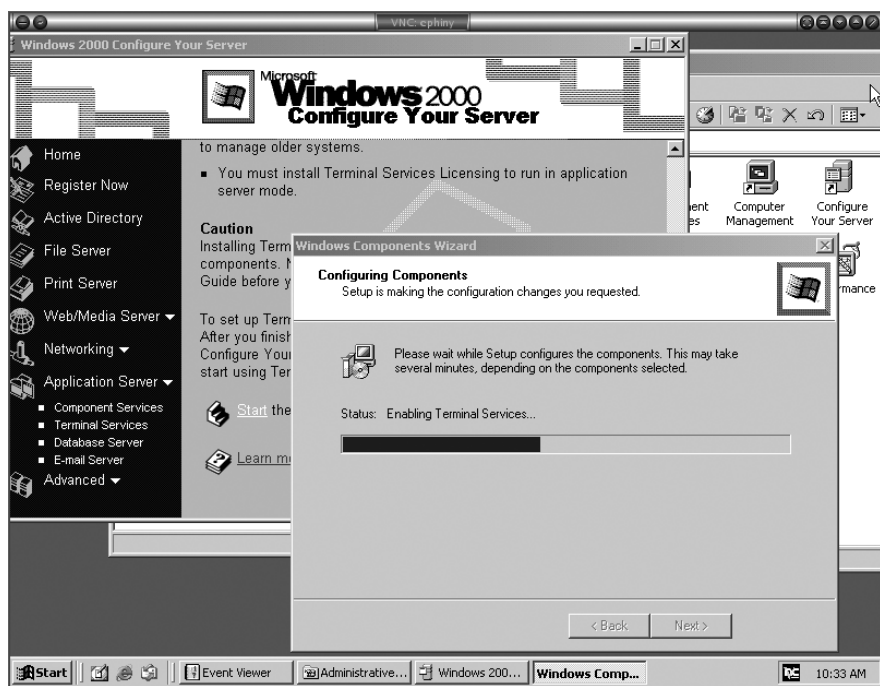 VNC: ephiny
Windows 2000 Configure Your Server
Microsoft
Windows 2000
Configure Your Server
Home
Register Now
Active Directory
File Server
Print Server
Web/Media Server
Networking
Application Server
Component Services
Terminal Services
Database Server
E-mail Server
Advanced
to manage older systems.
You must install Terminal Services Licensing to run in application
server mode.
Caution
Installing Term
components.
Guide before y
To set up Term
After you finish
Configure Your
start using Ter
Start the
Learn m
ent
es
Computer
Management
Configure
Your Server
rmance
Windows Components Wizard
Configuring Components
Setup is making the configuration changes you requested.
Please wait while Setup configures the components. This may take
several minutes, depending on the components selected.
Status: Enabling Terminal Services...
< Back
Next >
Start
Event Viewer
Administrative...
Windows 200...
Windows Comp...
10:33 AM